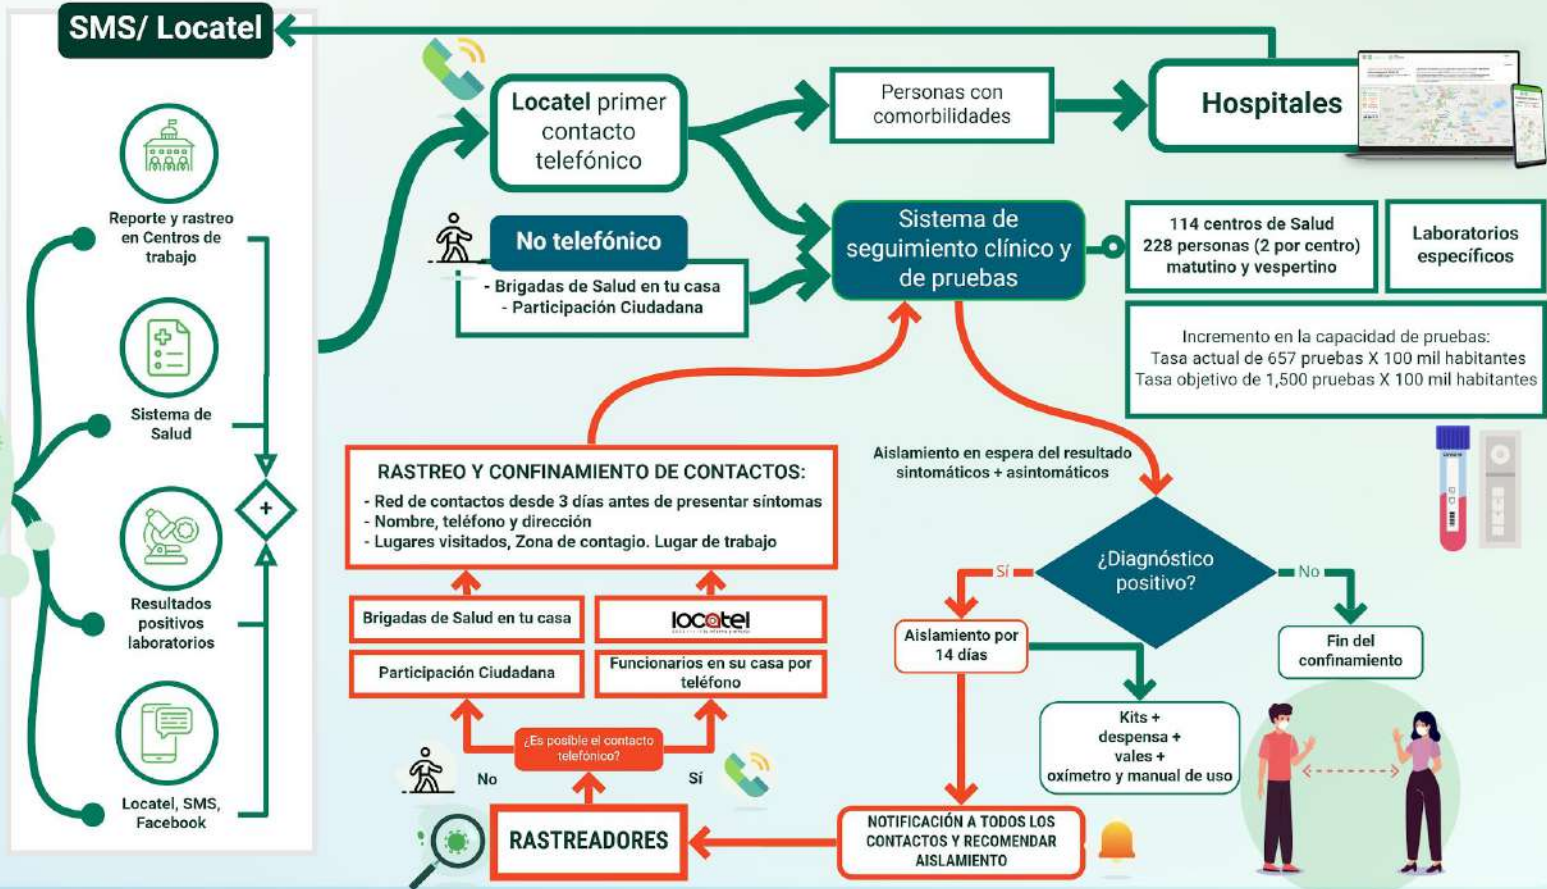 SMS/ Locatel
Reporte y rastreo
en Centros de
trabajo
Sistema de
Salud
Resultados
positivos
laboratorios
Locatel, SMS,
Facebook
+
Locatel primer
contacto
telefónico
Personas con
comorbilidades
Hospitales
No telefónico
- Brigadas de Salud en tu casa
- Participación Ciudadana
Sistema de
seguimiento clínico y
de pruebas
114 centros de Salud
228 personas (2 por centro)
matutino y vespertino
Laboratorios
específicos
Incremento en la capacidad de pruebas:
Tasa actual de 657 pruebas X 100 mil habitantes
Tasa objetivo de 1,500 pruebas X 100 mil habitantes
Aislamiento en espera del resultado
sintomáticos + asintomáticos
RASTREO Y CONFINAMIENTO DE CONTACTOS:
- Red de contactos desde 3 días antes de presentar síntomas
- Nombre, teléfono y dirección
- Lugares visitados, Zona de contagio. Lugar de trabajo
Brigadas de Salud en tu casa
locatel
Participación Ciudadana
Funcionarios en su casa por
teléfono
¿Es posible el contacto
telefónico?
No
Sí
RASTREADORES
¿Diagnóstico
positivo?
Sí
No
Aislamiento por
14 días
Fin del
confinamiento
Kits +
despensa +
vales +
oxímetro y manual de uso
NOTIFICACIÓN A TODOS LOS
CONTACTOS Y RECOMENDAR
AISLAMIENTO